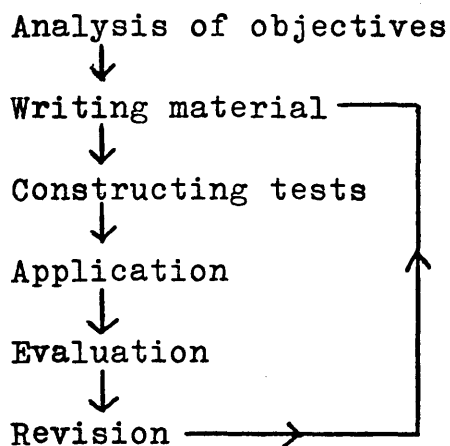 Analysis of objectives
Writing material
Constructing tests
Application
Evaluation
Revision